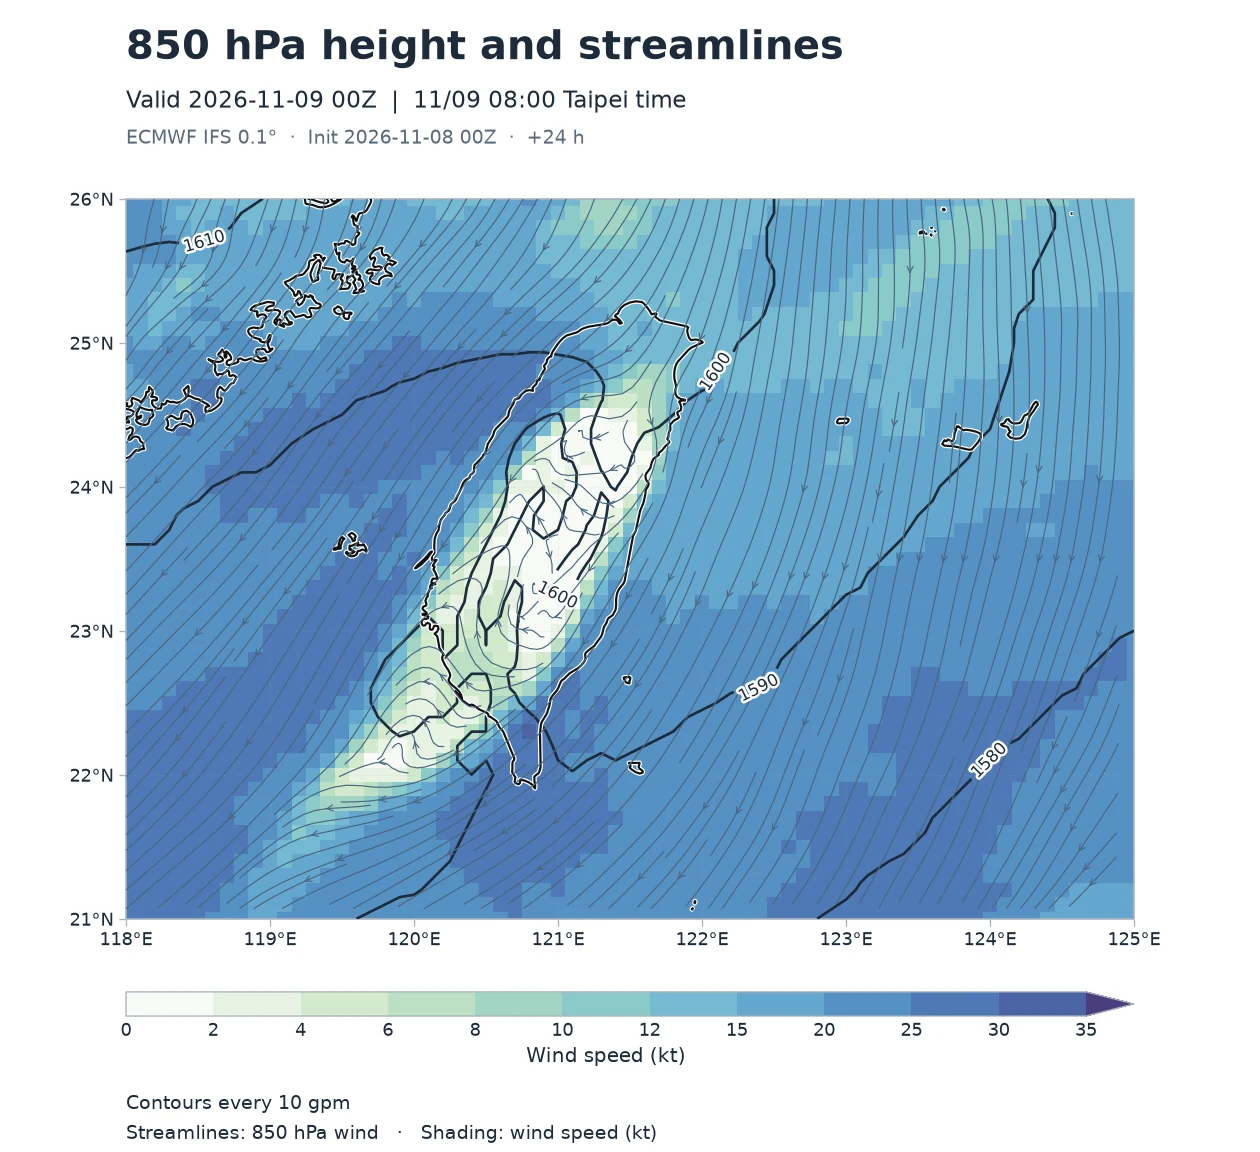 850 hPa height and streamlines
Valid 2026-11-09 00Z | 11/09 08:00 Taipei time
ECMWF IFS 0.1° · Init 2026-11-08 00Z · +24 h
26°N
1610
25°N
1600
24°N
1600
23°N
1590
1580
22°N
21°N
118°E 119°E 120°E 121°E 122°E 123°E 124°E 125°E
0 2 4 6 8 10 12 15 20 25 30 35
Wind speed (kt)
Contours every 10 gpm
Streamlines: 850 hPa wind · Shading: wind speed (kt)